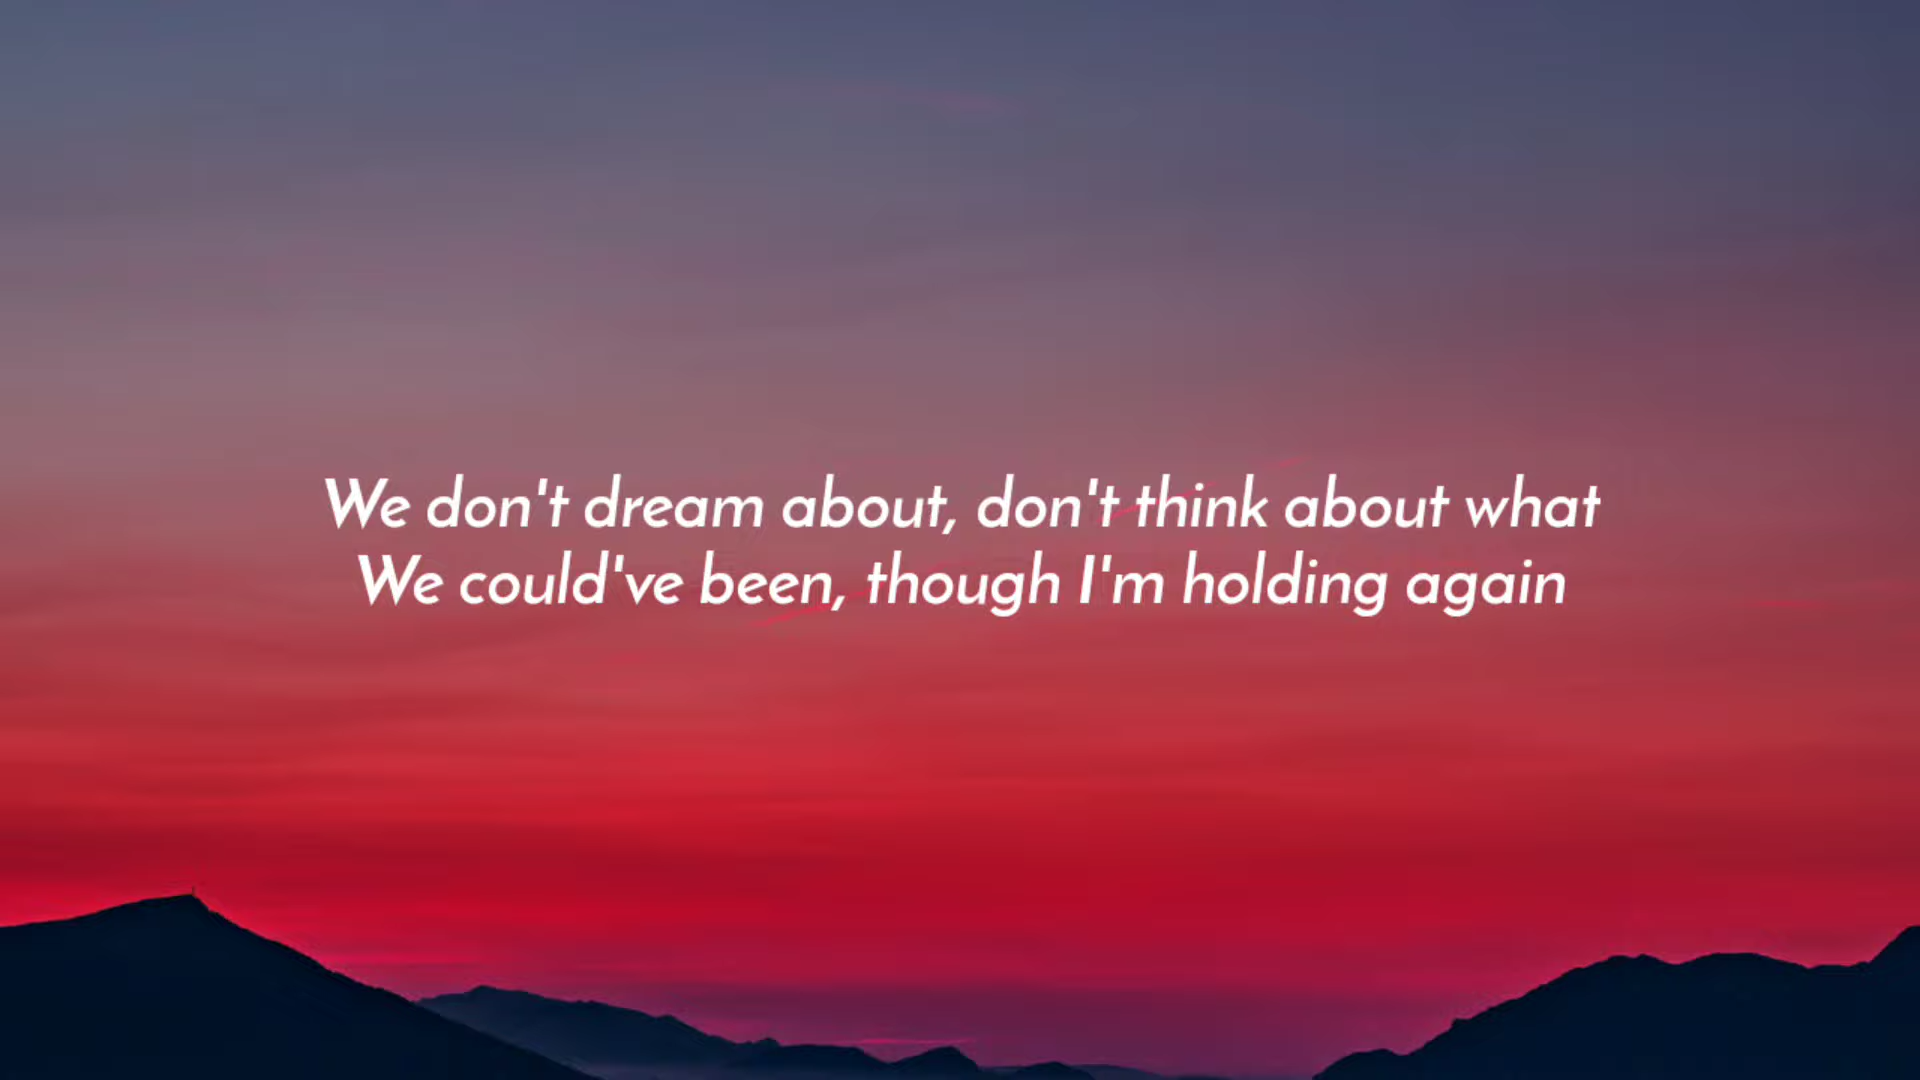 We don't dream about, don't think about what
We could've been, though I'm holding again